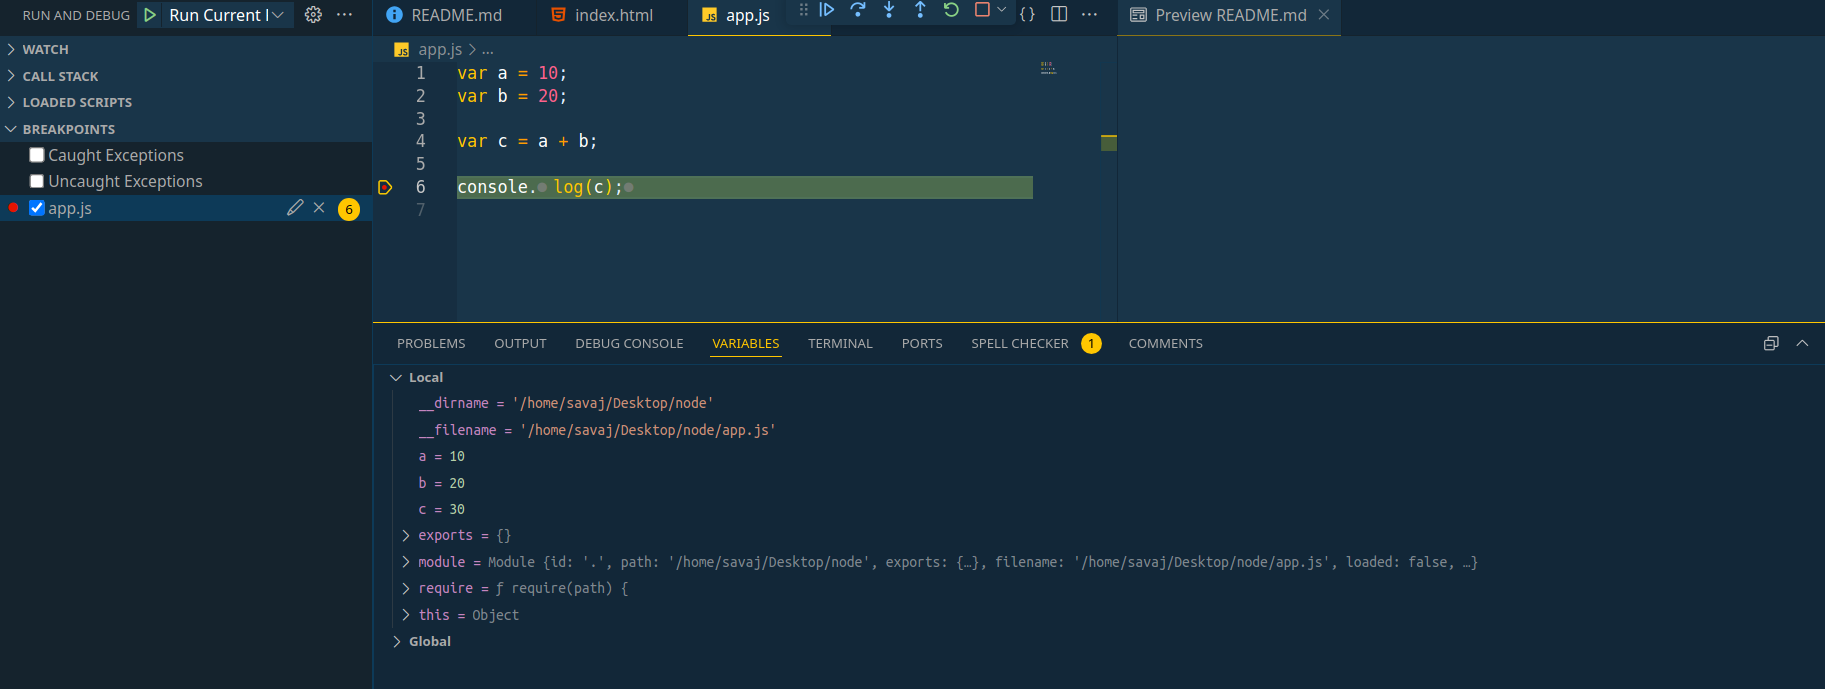 RUN AND DEBUG Run Current
README.md index.html JS app.js {} ... Preview README.md
WATCH
CALL STACK
LOADED SCRIPTS
BREAKPOINTS
Caught Exceptions
Uncaught Exceptions
app.js 6
JS app.js > ...
1 var a = 10;
2 var b = 20;
3
4 var c = a + b;
5
6 console. log(c);
7
PROBLEMS OUTPUT DEBUG CONSOLE VARIABLES TERMINAL PORTS SPELL CHECKER 1 COMMENTS
Local
__dirname = '/home/savaj/Desktop/node'
__filename = '/home/savaj/Desktop/node/app.js'
a = 10
b = 20
c = 30
exports = {}
module = Module {id: '.', path: '/home/savaj/Desktop/node', exports: {…}, filename: '/home/savaj/Desktop/node/app.js', loaded: false, …}
require = ƒ require(path) {
this = Object
Global